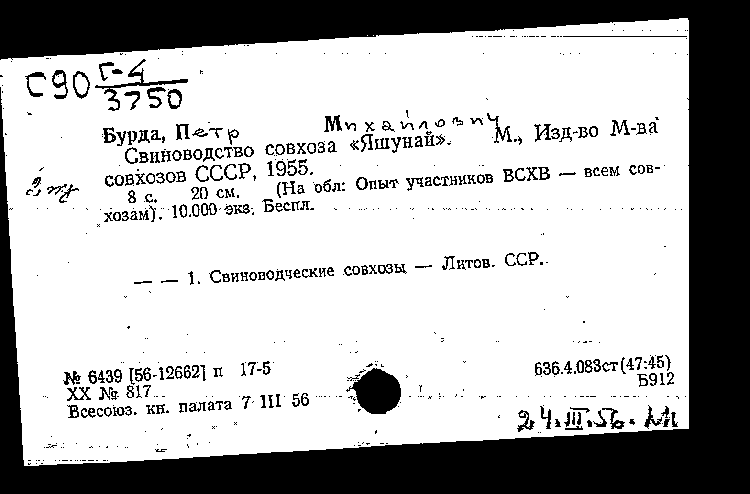 С90 Г-4
3750
Бурда, Петр Михайлович
Свиноводство совхоза «Яшунай». М., Изд-во М-ва
совхозов СССР, 1955.
8 с. 20 см. (На обл: Опыт участников ВСХВ — всем сов-
хозам). 10.000 экз. Беспл.
— — 1. Свиноводческие совхозы — Литов. ССР.
№ 6439 [56-12662] п 17-5
XX № 817
Всесоюз. кн. палата 7 III 56
636.4.083ст(47:45)
Б912
24.III.56.